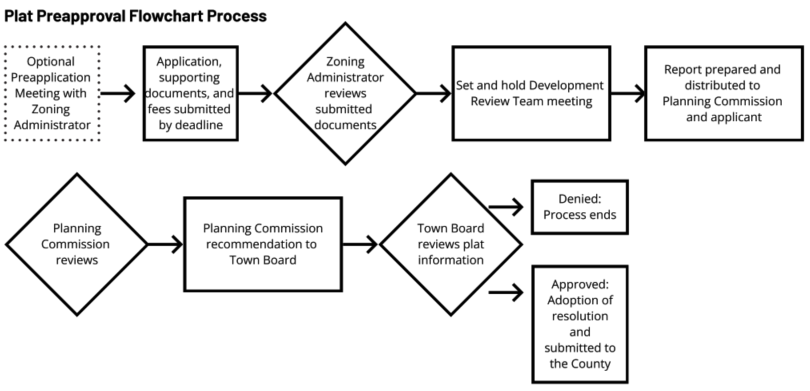 Plat Preapproval Flowchart Process
Optional
Preapplication
Meeting with
Zoning
Administrator
Application,
supporting
documents, and
fees submitted
by deadline
Zoning
Administrator
reviews
submitted
documents
Set and hold Development
Review Team meeting
Report prepared and
distributed to
Planning Commission
and applicant
Planning
Commission
reviews
Planning Commission
recommendation to
Town Board
Town Board
reviews plat
information
Denied:
Process ends
Approved:
Adoption of
resolution
and
submitted to
the County